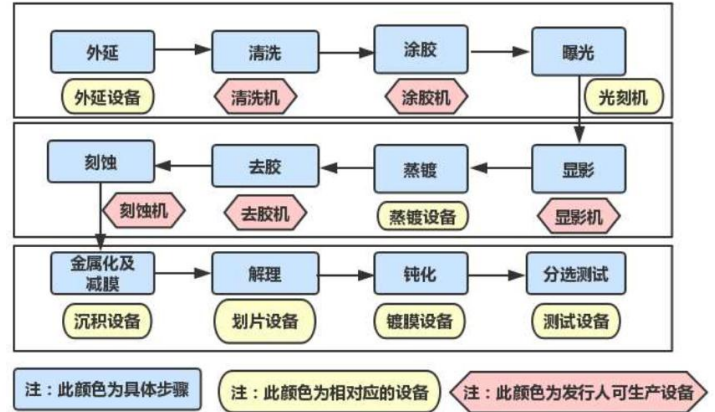 外延
清洗
涂胶
曝光
外延设备
清洗机
涂胶机
光刻机
刻蚀
去胶
蒸镀
显影
刻蚀机
去胶机
蒸镀设备
显影机
金属化及
减膜
解理
钝化
分选测试
沉积设备
划片设备
镀膜设备
测试设备
注：此颜色为具体步骤
注：此颜色为相对应的设备
注：此颜色为发行人可生产设备